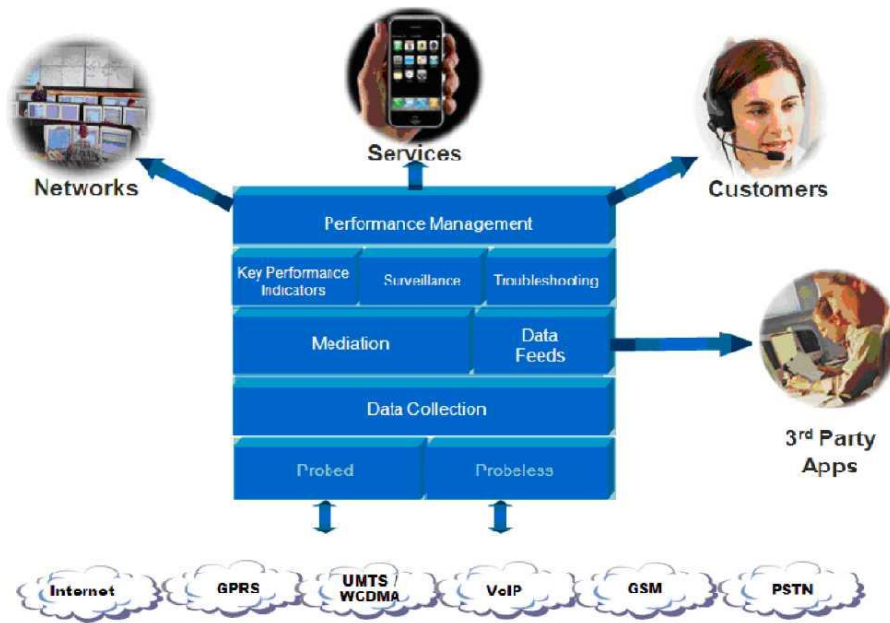 Services
Networks
Customers
Performance Management
Key Performance
Indicators
Surveillance
Troubleshooting
Mediation
Data
Feeds
Data Collection
3rd Party
Apps
Probed
Probeless
Internet
GPRS
UMTS /
WCDMA
VoIP
GSM
PSTN